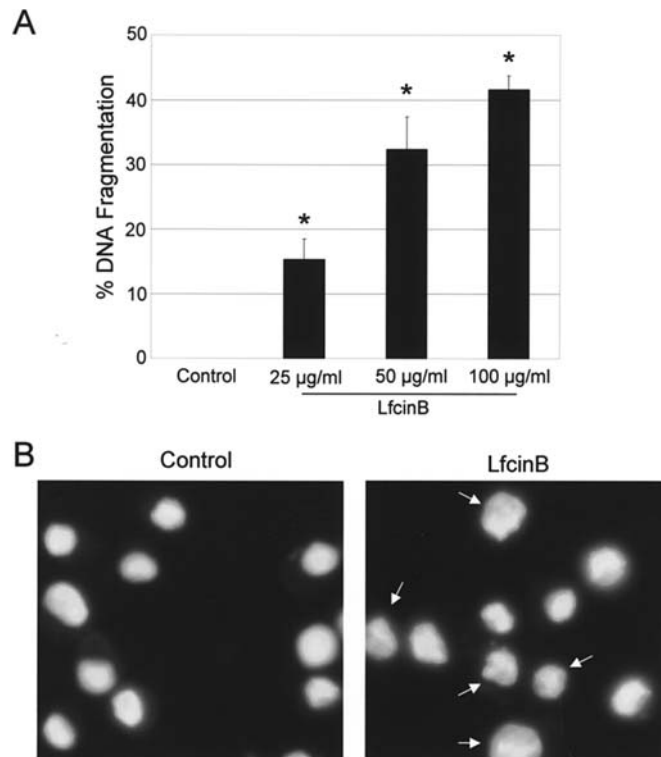 A
% DNA Fragmentation
50
40
30
20
10
0
*
*
*
Control
25 µg/ml
50 µg/ml
100 µg/ml
LfcinB
B
Control
LfcinB